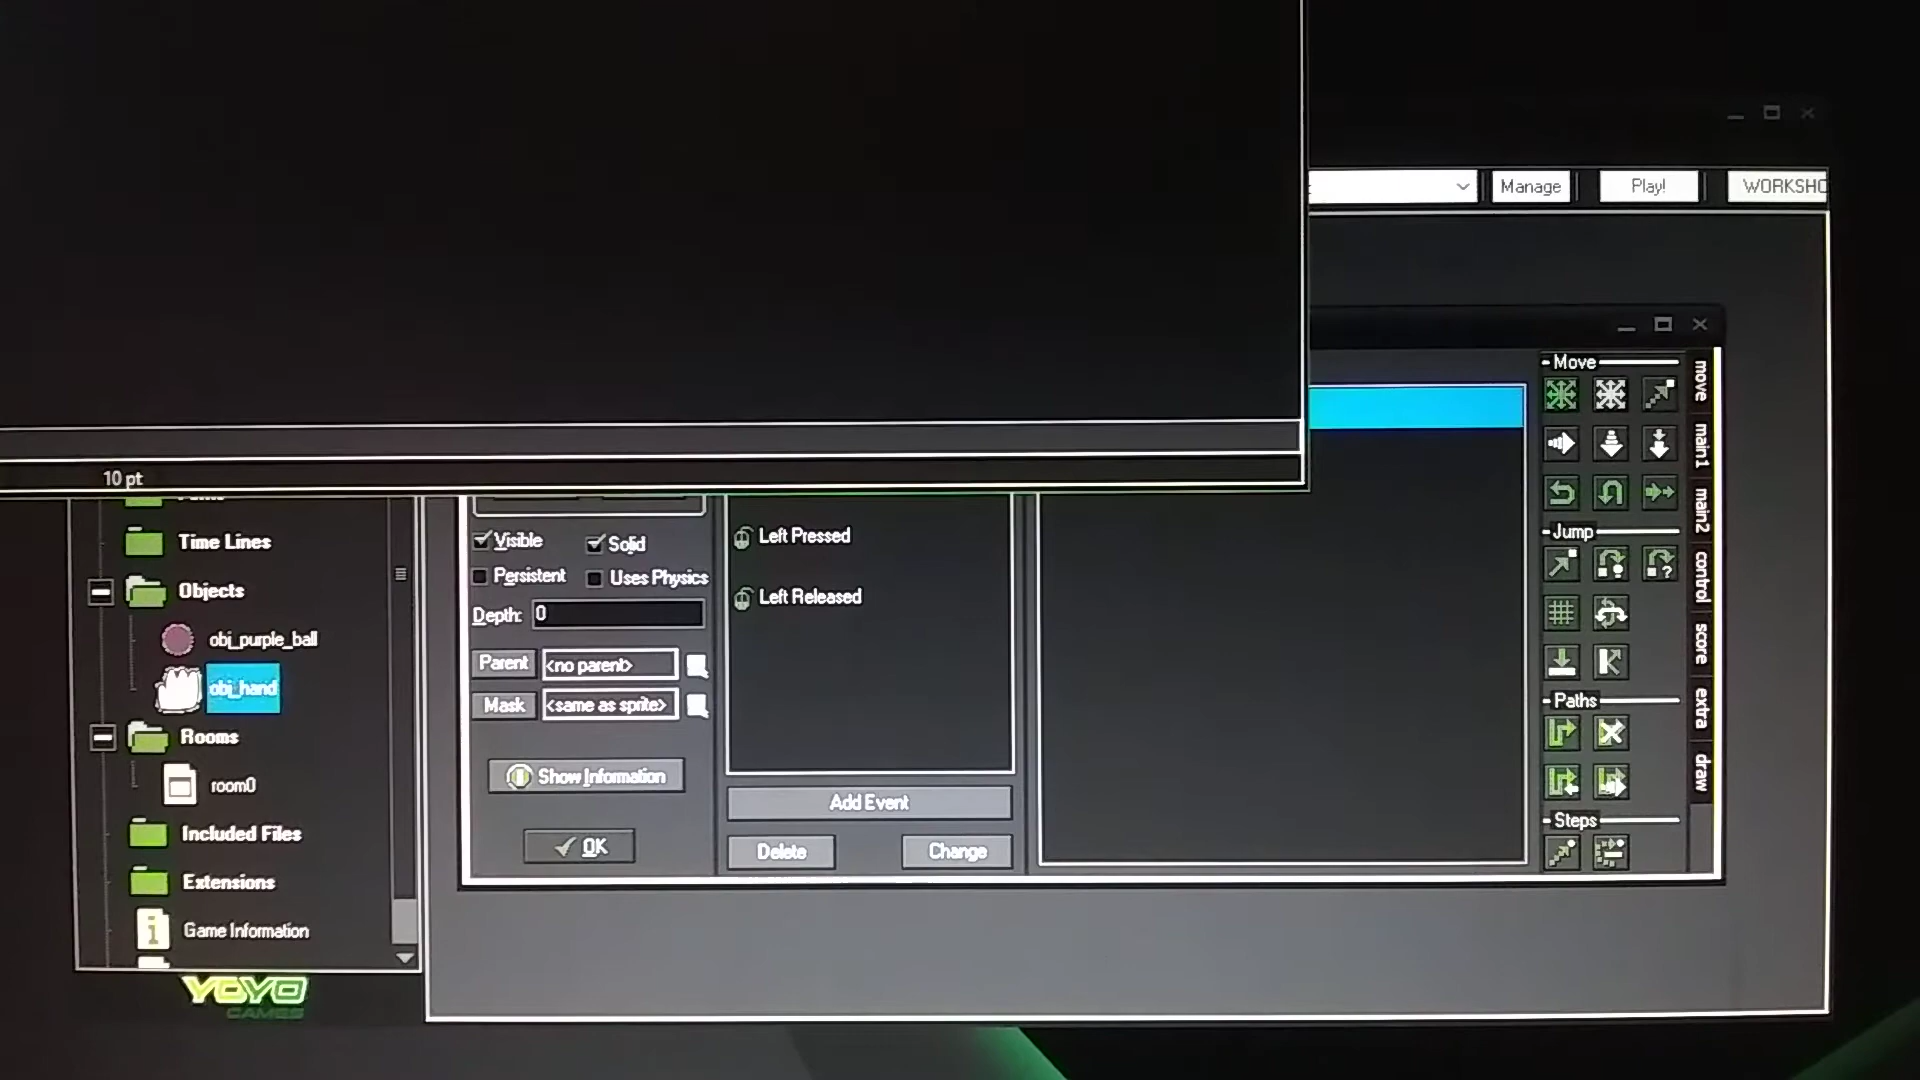 Manage
Play!
WORKSHO
Move
move
main1
main2
control
score
extra
draw
10 pt
Time Lines
Objects
obj_purple_ball
obj_hand
Rooms
room0
Included Files
Extensions
Game Information
YOYO
GAMES
Visible
Solid
Persistent
Uses Physics
Depth: 0
Parent <no parent>
Mask <same as sprite>
Show Information
OK
Left Pressed
Left Released
Add Event
Delete
Change
Jump
Paths
Steps